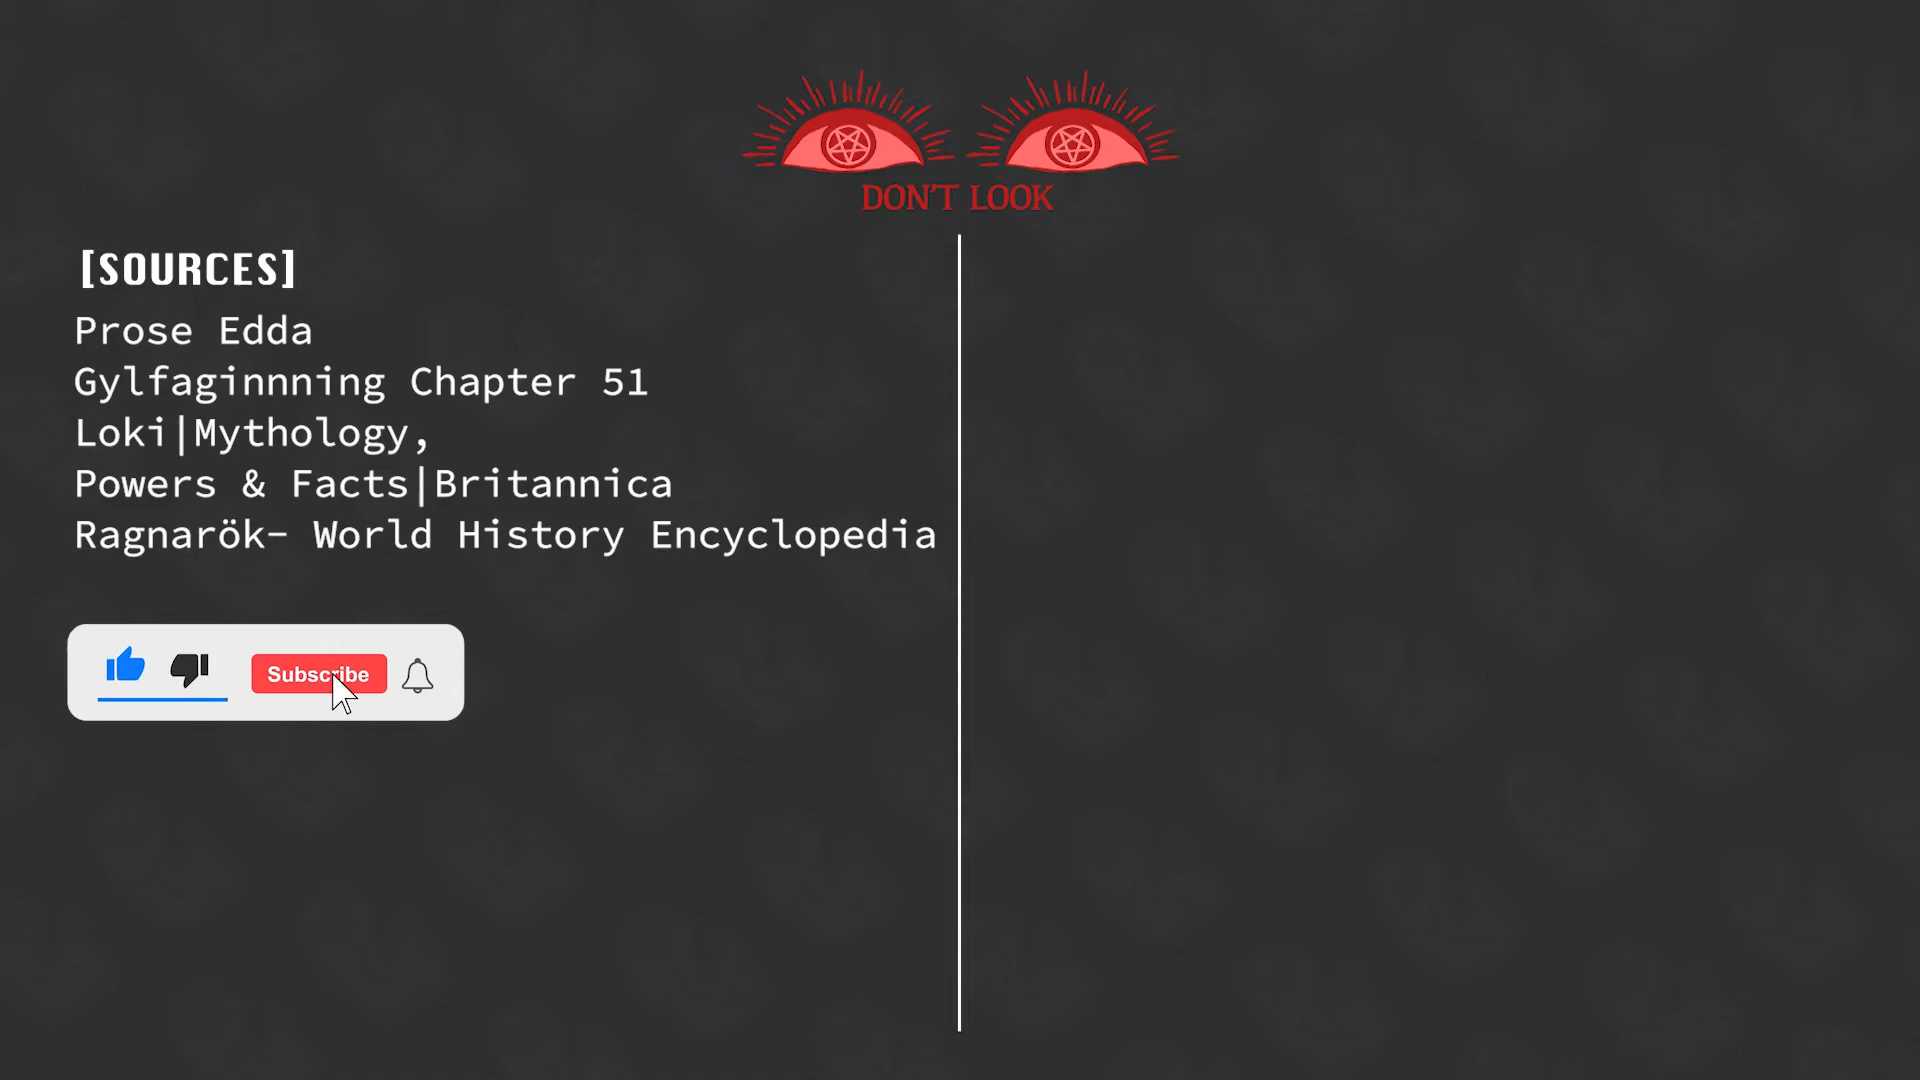 DON'T LOOK
[SOURCES]
Prose Edda
Gylfaginnning Chapter 51
Loki|Mythology,
Powers & Facts|Britannica
Ragnarök- World History Encyclopedia
Subscribe